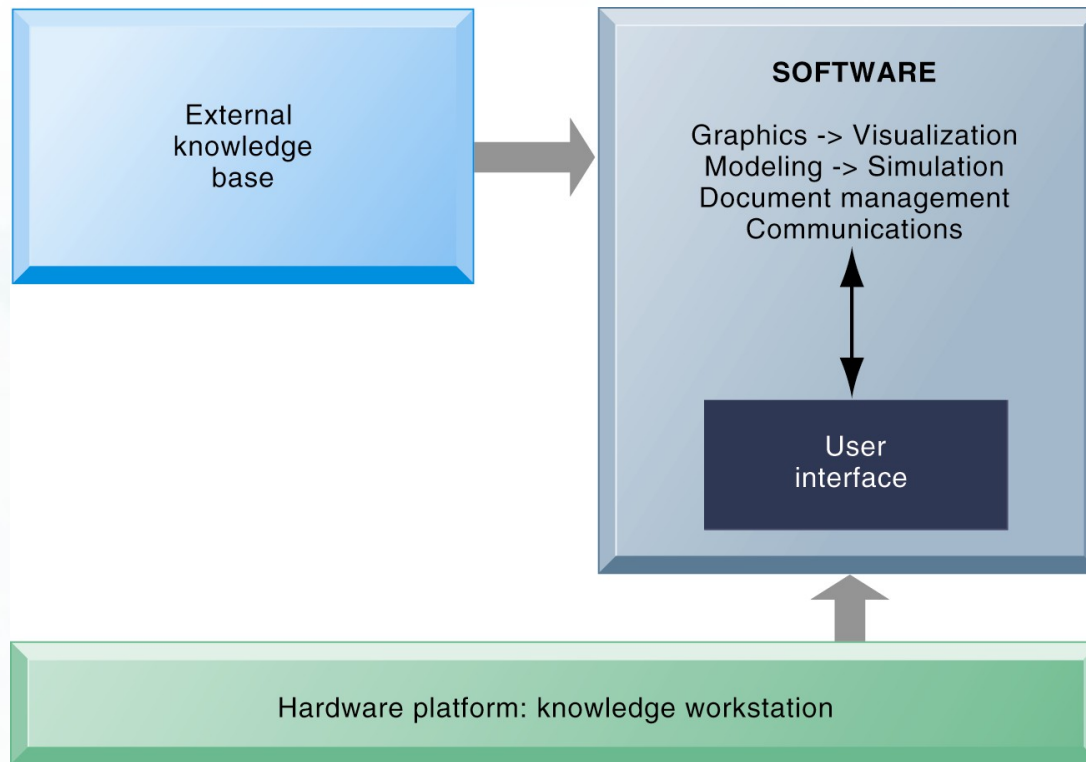 External
knowledge
base
SOFTWARE
Graphics -> Visualization
Modeling -> Simulation
Document management
Communications
User
interface
Hardware platform: knowledge workstation